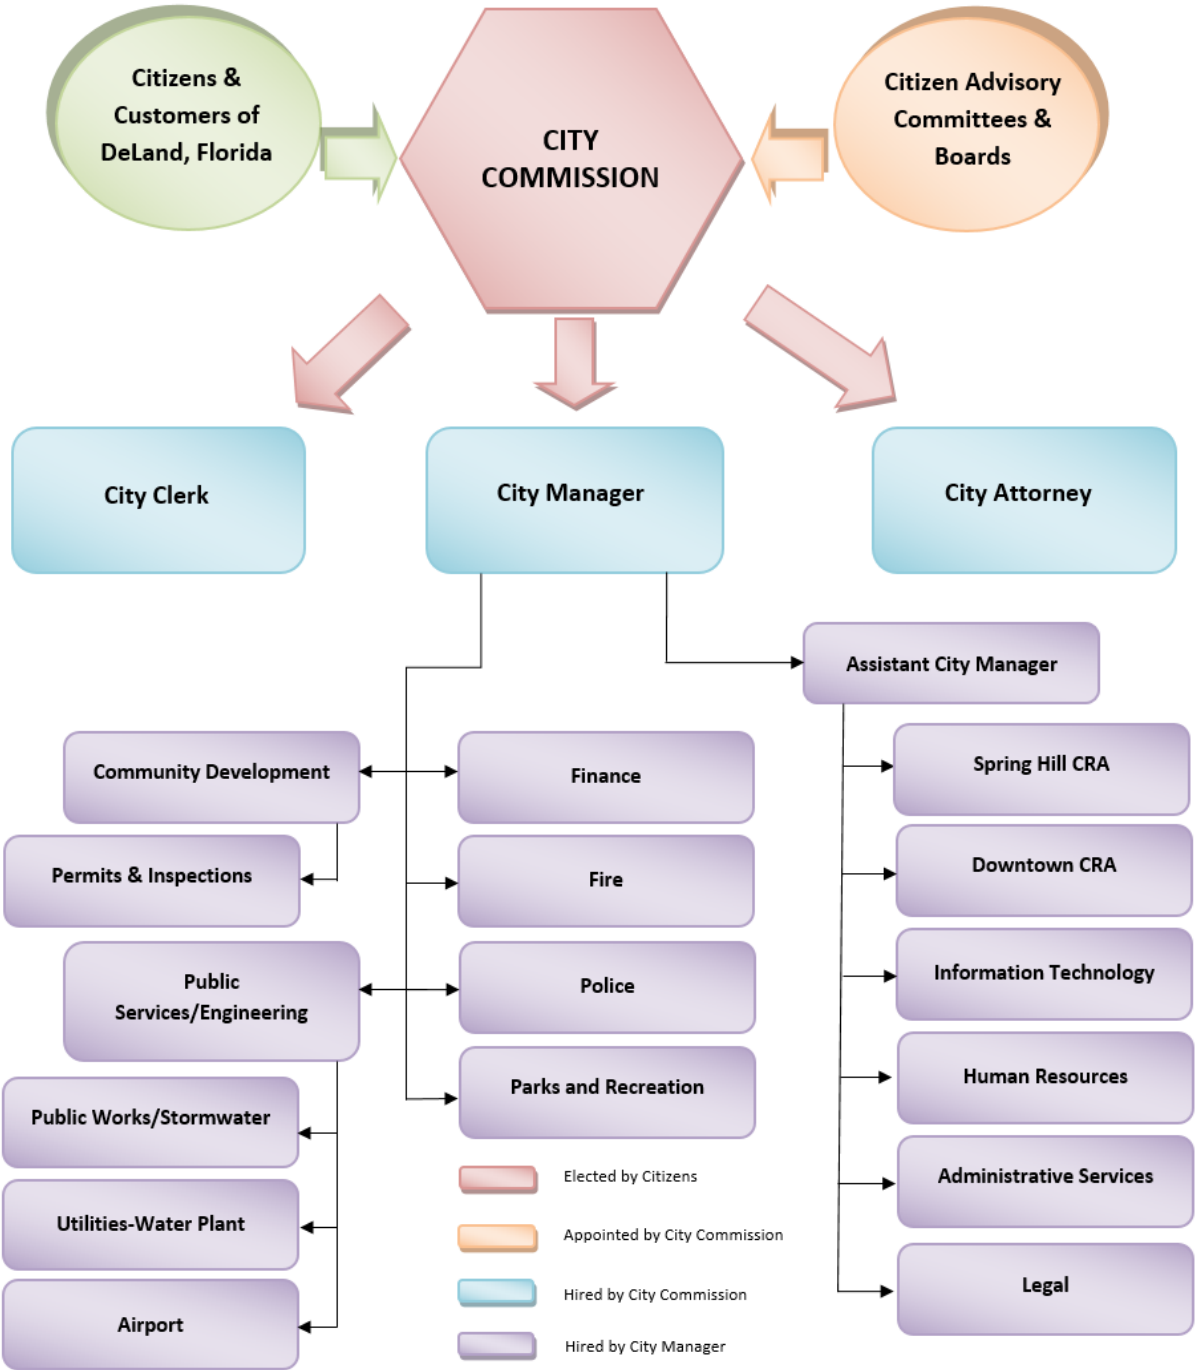 Citizens &
Customers of
DeLand, Florida
CITY
COMMISSION
Citizen Advisory
Committees &
Boards
City Clerk
City Manager
City Attorney
Assistant City Manager
Community Development
Finance
Spring Hill CRA
Permits & Inspections
Fire
Downtown CRA
Public
Services/Engineering
Police
Information Technology
Public Works/Stormwater
Parks and Recreation
Human Resources
Utilities-Water Plant
Elected by Citizens
Administrative Services
Airport
Appointed by City Commission
Legal
Hired by City Commission
Hired by City Manager